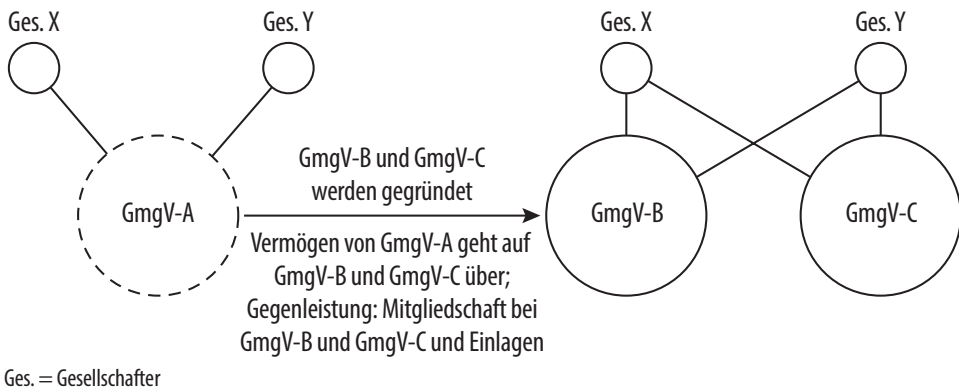 Ges. X
Ges. Y
GmgV-A
GmgV-B und GmgV-C
werden gegründet
Vermögen von GmgV-A geht auf
GmgV-B und GmgV-C über;
Gegenleistung: Mitgliedschaft bei
GmgV-B und GmgV-C und Einlagen
Ges. X
Ges. Y
GmgV-B
GmgV-C
Ges. = Gesellschafter